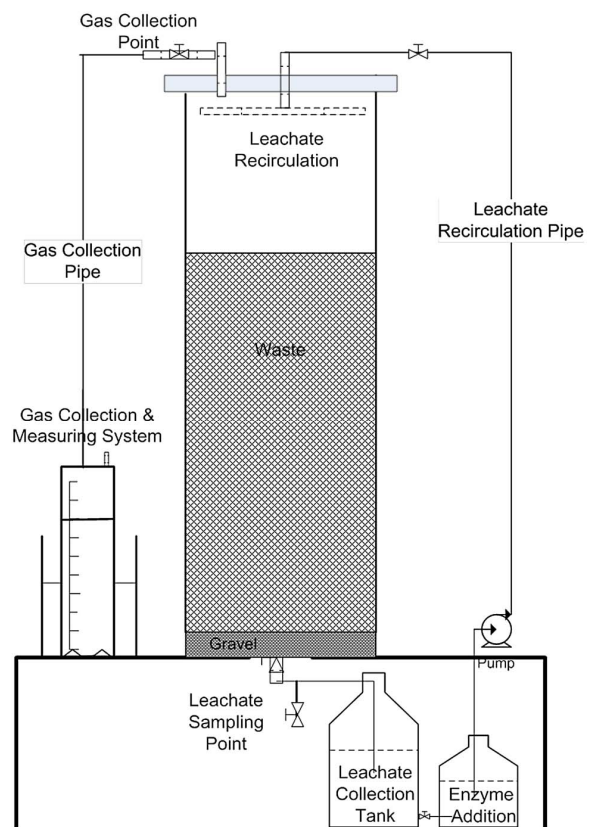 Gas Collection
Point
Leachate
Recirculation
Leachate
Recirculation Pipe
Gas Collection
Pipe
Waste
Gas Collection &
Measuring System
Gravel
Pump
Leachate
Sampling
Point
Leachate
Collection
Tank
Enzyme
Addition